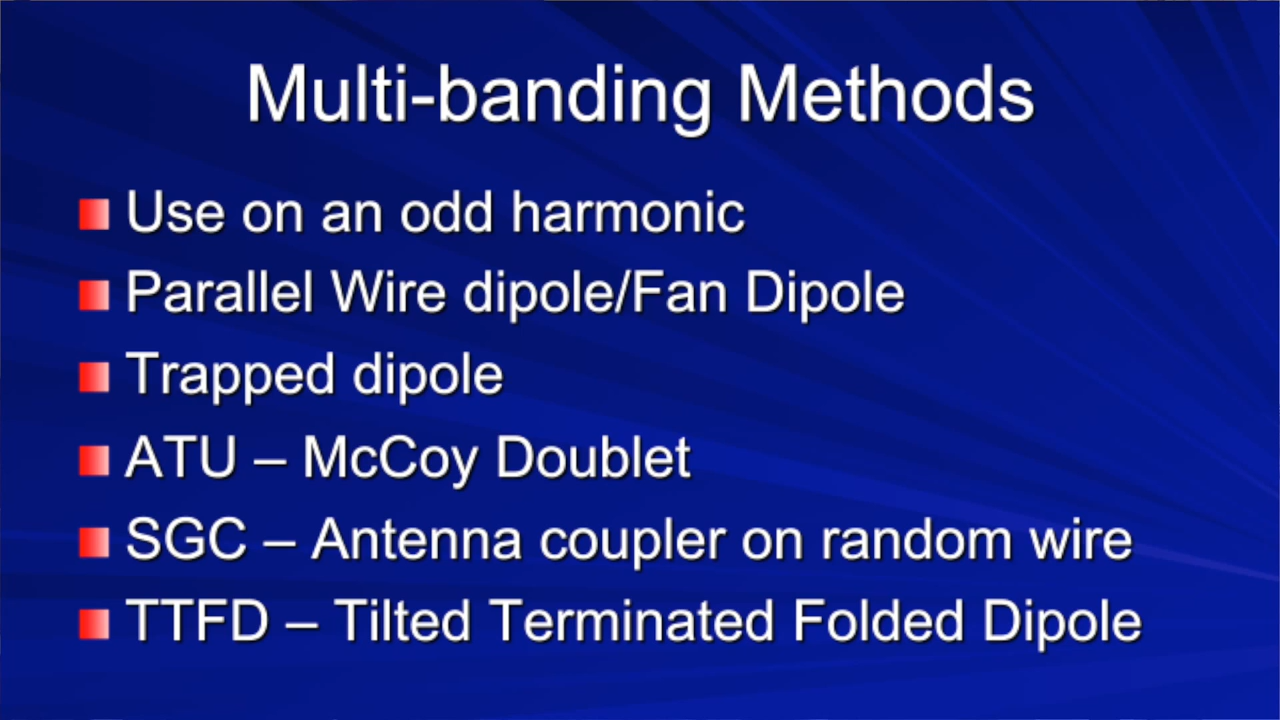 Multi-banding Methods
Use on an odd harmonic
Parallel Wire dipole/Fan Dipole
Trapped dipole
ATU – McCoy Doublet
SGC – Antenna coupler on random wire
TTFD – Tilted Terminated Folded Dipole